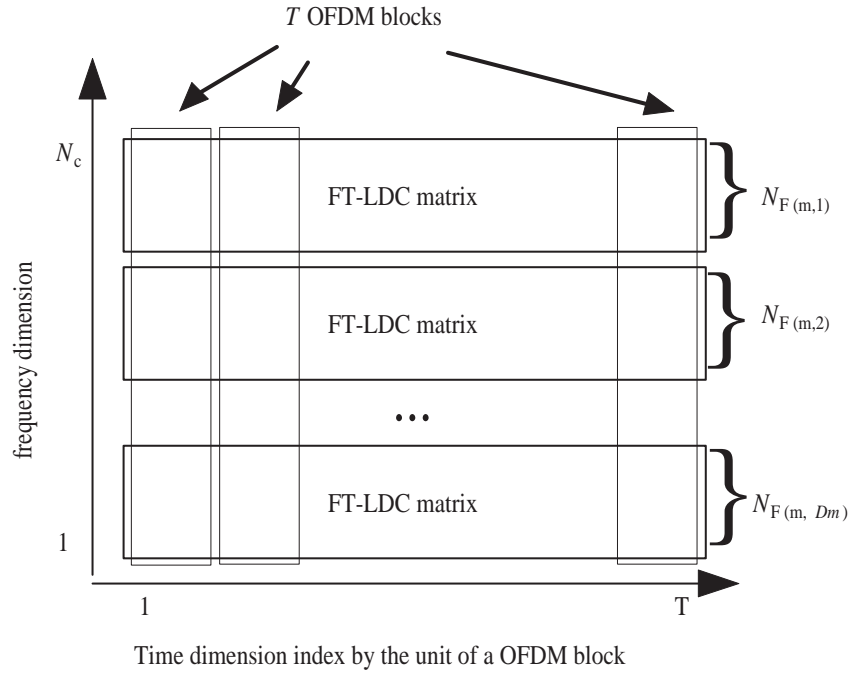 T OFDM blocks
N_c
FT-LDC matrix
N_F (m,1)
FT-LDC matrix
N_F (m,2)
frequency dimension
...
FT-LDC matrix
N_F (m, Dm)
1
1
T
Time dimension index by the unit of a OFDM block